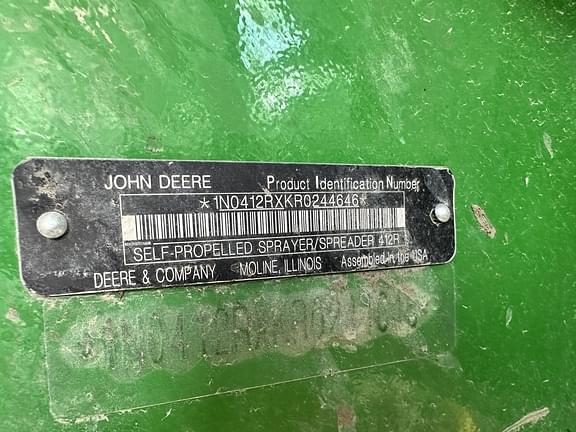 JOHN DEERE Product Identification Number
*1N0412RXKR0244646*
SELF-PROPELLED SPRAYER/SPREADER 412R
DEERE & COMPANY MOLINE, ILLINOIS Assembled in the USA